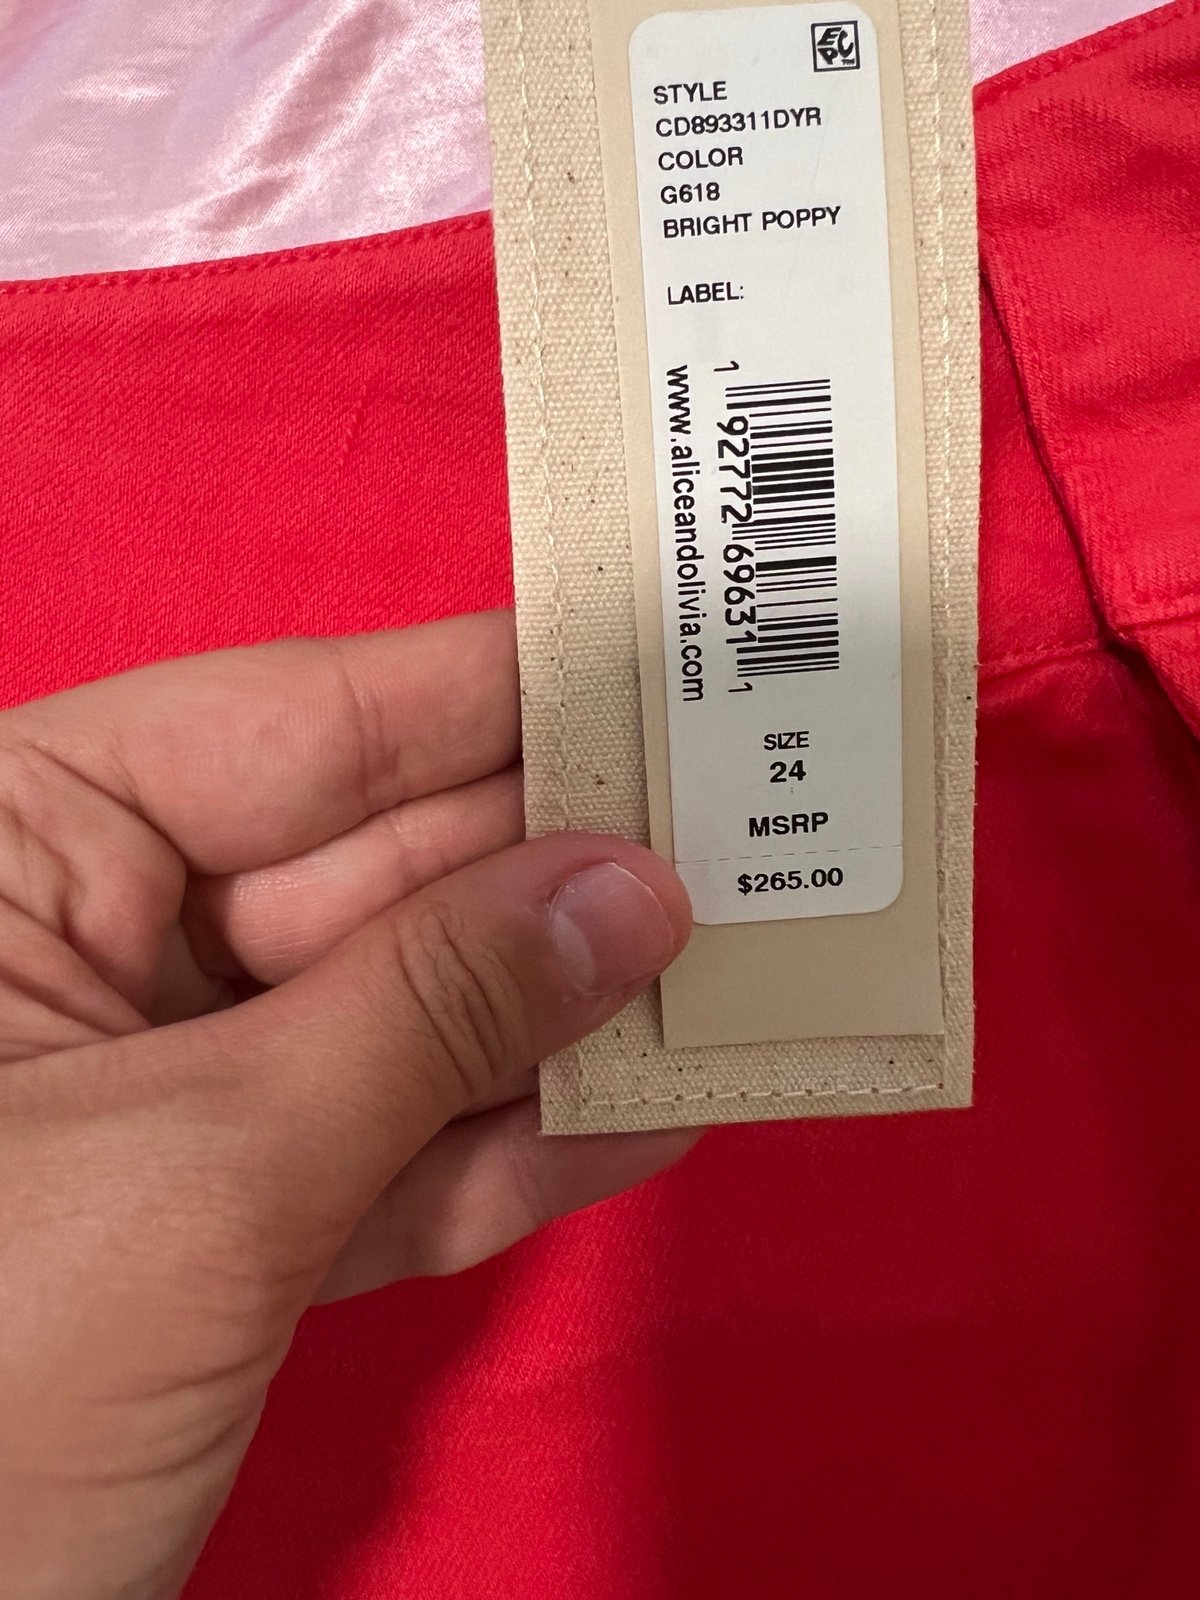 EPC
STYLE
CD893311DYR
COLOR
G618
BRIGHT POPPY
LABEL:
1 92772 69631 1
www.aliceandolivia.com
SIZE
24
MSRP
$265.00